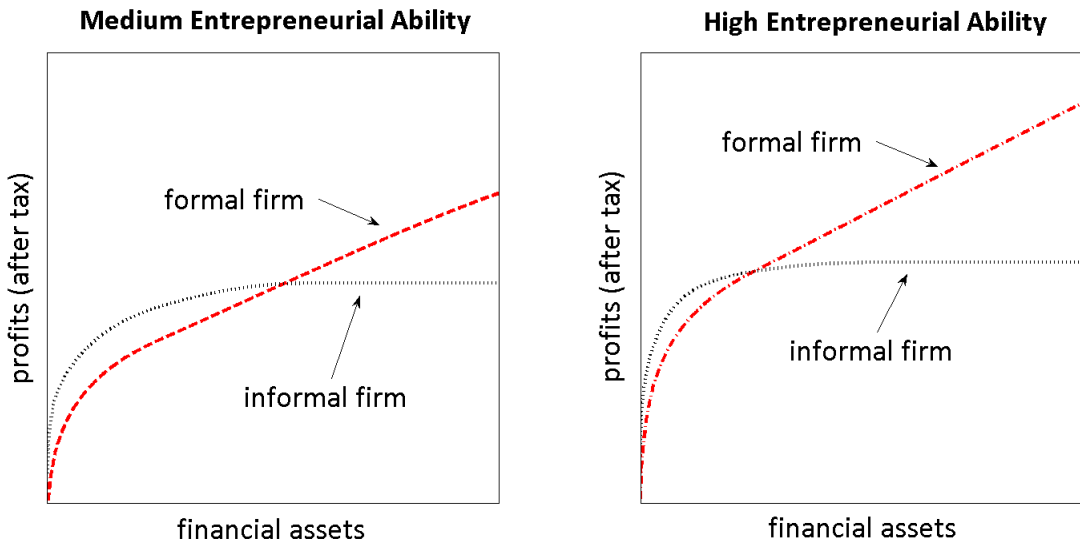 Medium Entrepreneurial Ability
formal firm
informal firm
profits (after tax)
financial assets
High Entrepreneurial Ability
formal firm
informal firm
profits (after tax)
financial assets